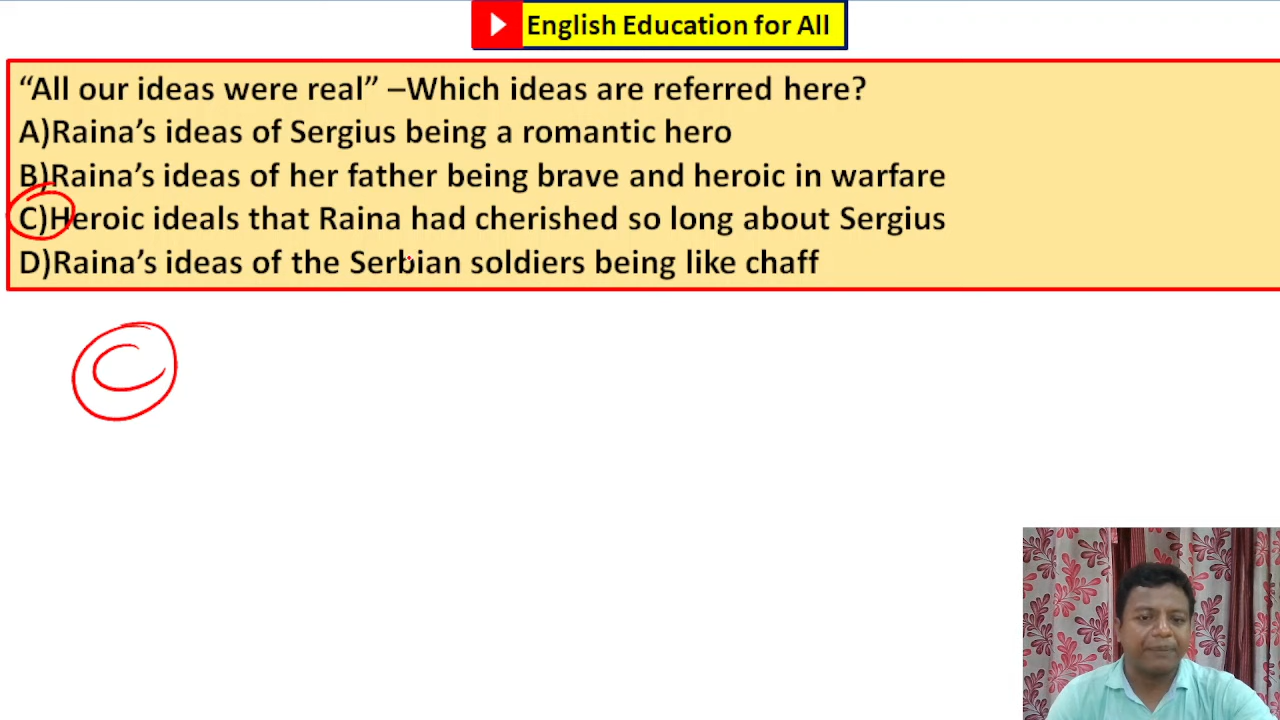 English Education for All
“All our ideas were real” –Which ideas are referred here?
A)Raina’s ideas of Sergius being a romantic hero
B)Raina’s ideas of her father being brave and heroic in warfare
C)Heroic ideals that Raina had cherished so long about Sergius
D)Raina’s ideas of the Serbian soldiers being like chaff
C